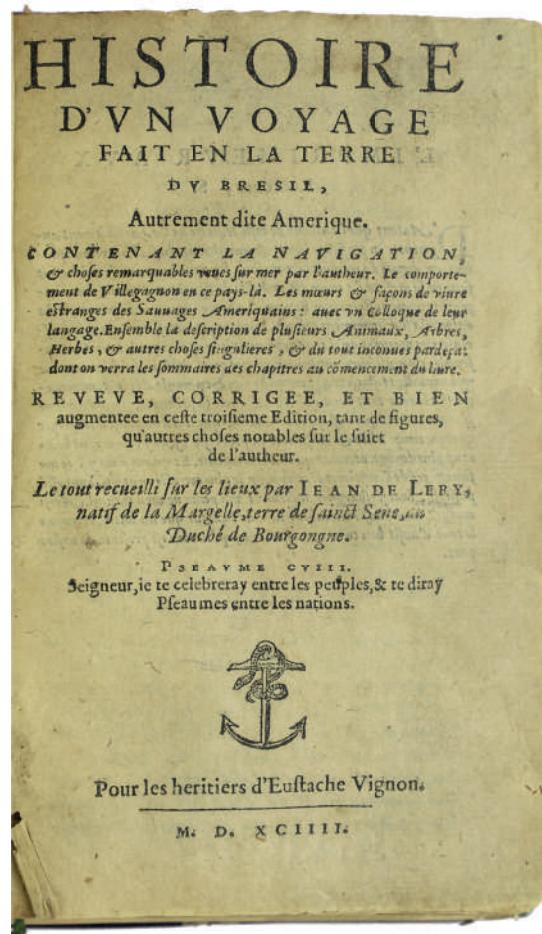 HISTOIRE
D'VN VOYAGE
FAIT EN LA TERRE
DV BRESIL,
Autrement dite Amerique.
CONTENANT LA NAVIGATION,
& choſes remarquables veues ſur mer par l'autheur. Le comporte-
ment de Villegagnon en ce pays-là. Les mœurs & façons de viure
eſtranges des Sauuages Ameriquains : auec vn Colloque de leur
langage. Enſemble la deſcription de pluſieurs Animaux, Arbres,
Herbes, & autres choſes ſingulieres, & du tout inconues pardeçà:
dont on verra les ſommaires des chapitres au cõmencement du liure.
REVEVE, CORRIGEE, ET BIEN
augmentee en ceſte troiſieme Edition, tant de figures,
qu'autres choſes notables ſur le ſuiet
de l'autheur.
Le tout recueilli ſur les lieux par IEAN DE LERY,
natif de la Margelle, terre de ſainct Sene, au
Duché de Bourgongne.
PSEAVME CVIII.
Seigneur, ie te celebreray entre les peuples, & te diray
Pſeaumes entre les nations.
Pour les heritiers d'Euſtache Vignon.
M. D. XCIIII.